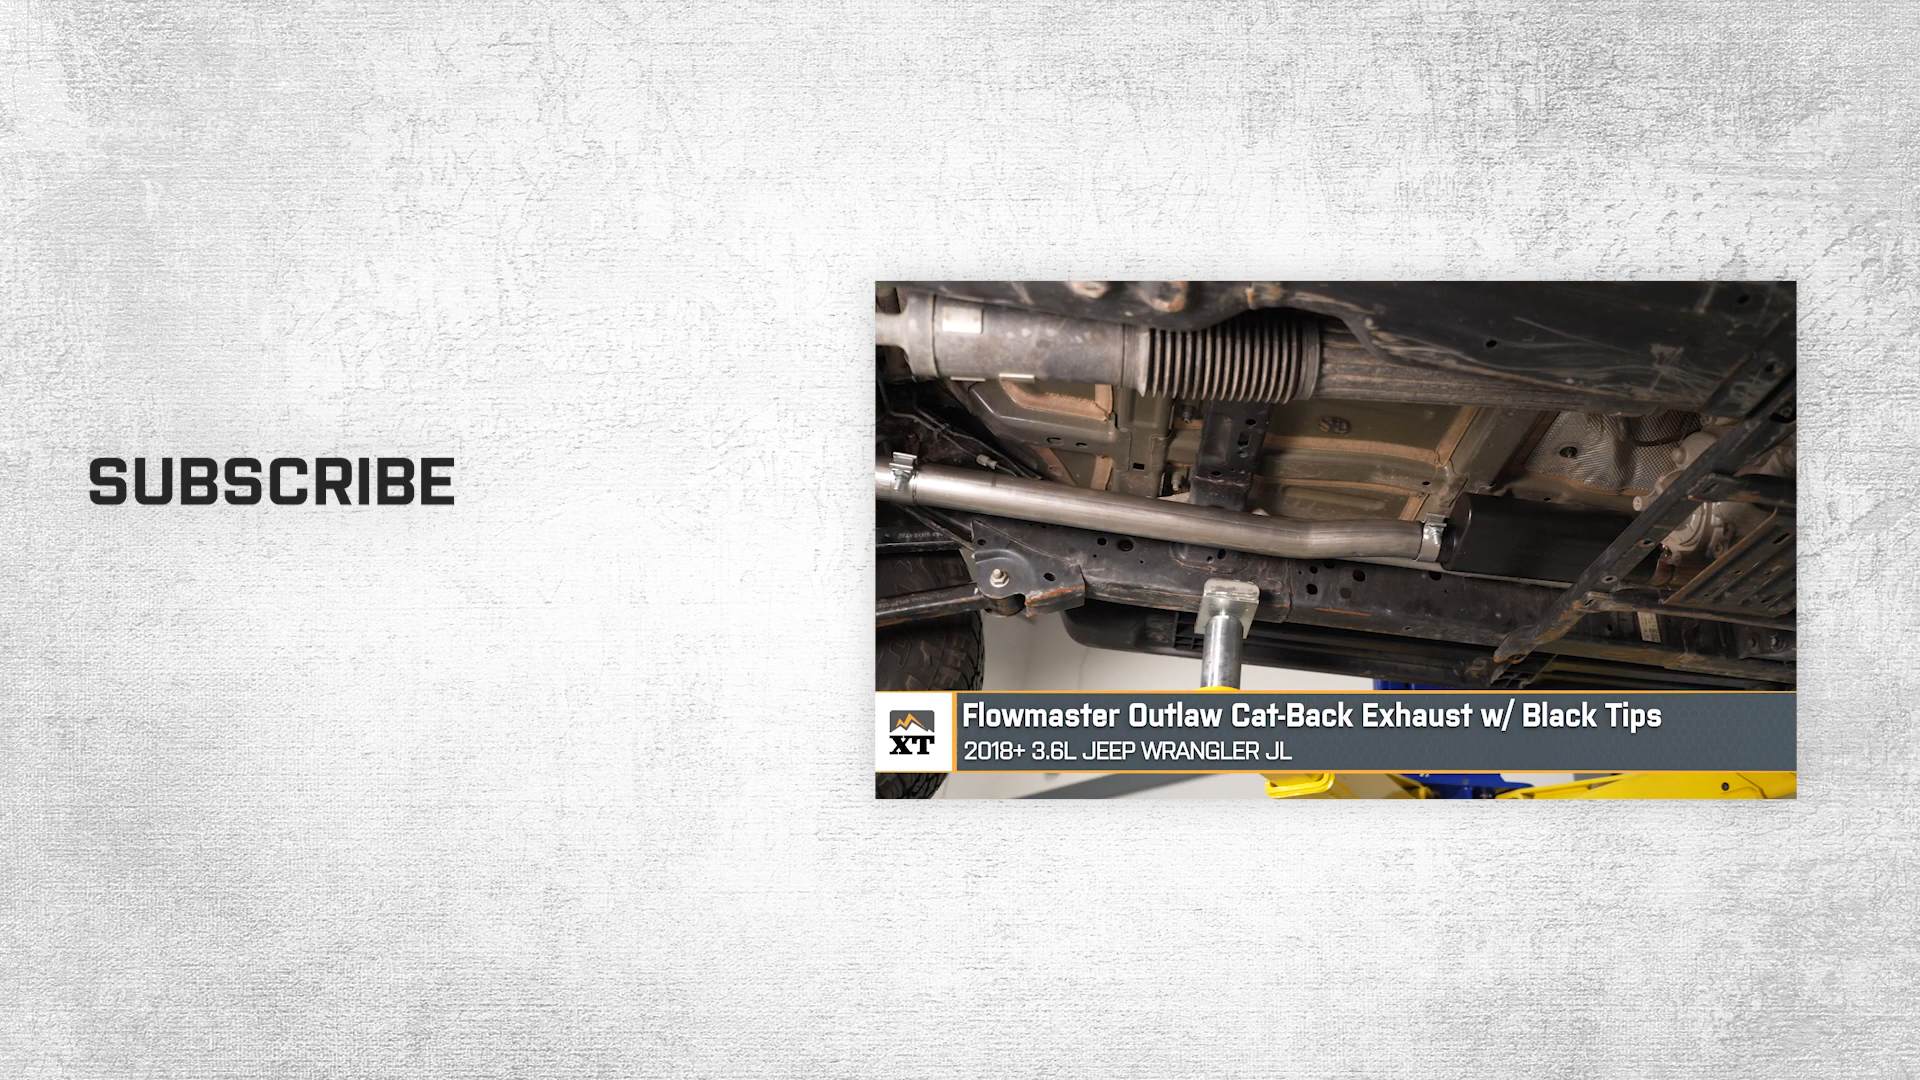 SUBSCRIBE
XT
Flowmaster Outlaw Cat-Back Exhaust w/ Black Tips
2018+ 3.6L JEEP WRANGLER JL